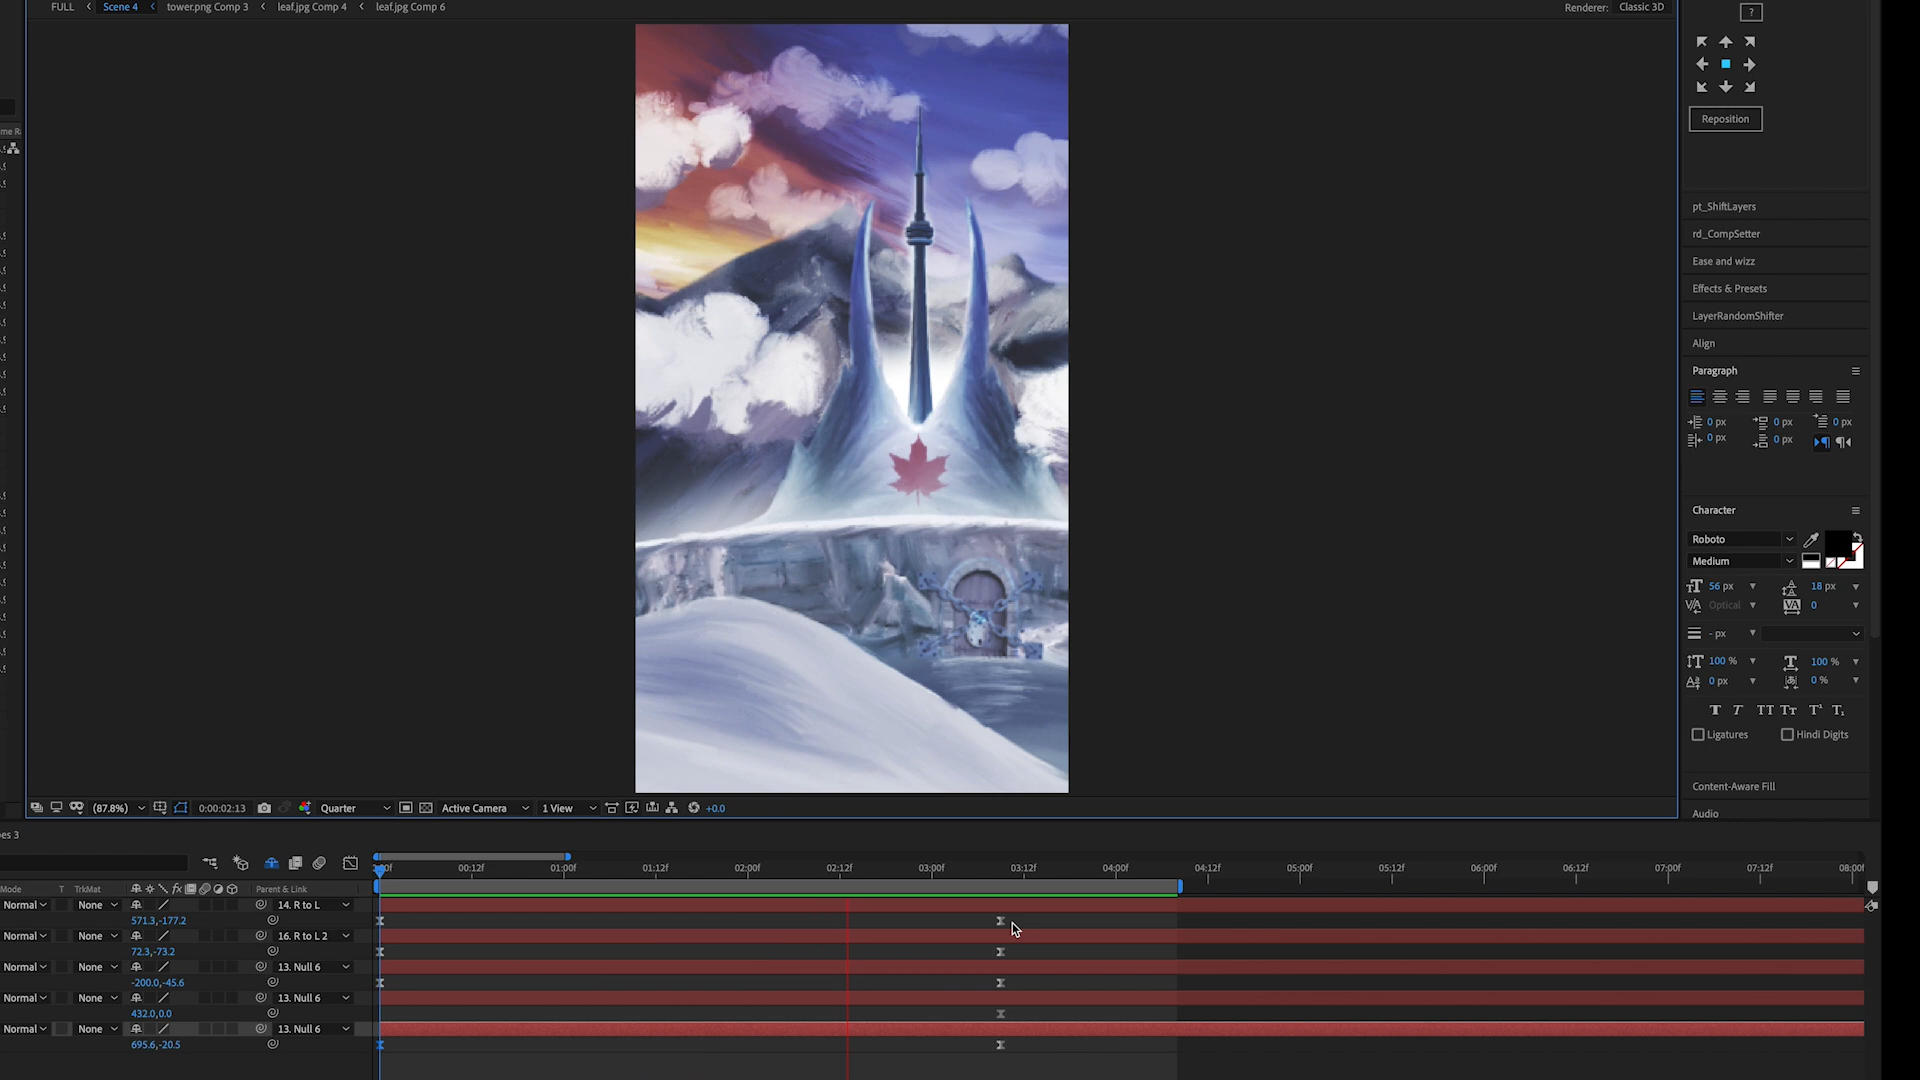 FULL
Scene 4
tower.png Comp 3
leaf.jpg Comp 4
leaf.jpg Comp 6
Renderer: Classic 3D
?
Reposition
me R
pt_ShiftLayers
rd_CompSetter
Ease and wizz
Effects & Presets
LayerRandomShifter
Align
Paragraph
0 px 0 px 0 px
0 px 0 px
Character
Roboto
Medium
56 px 18 px
Optical 0
- px
100 % 100 %
0 px 0 %
T T TT Tт T¹ T₁
Ligatures Hindi Digits
Content-Aware Fill
Audio
(87.8%) 0:00:02:13 Quarter Active Camera 1 View +0.0
pes 3
00:12f 01:00f 01:12f 02:00f 02:12f 03:00f 03:12f 04:00f 04:12f 05:00f 05:12f 06:00f 06:12f 07:00f 07:12f 08:00f
Mode T TrkMat fx Parent & Link
Normal None 14. R to L
571.3,-177.2
Normal None 16. R to L 2
72.3,-73.2
Normal None 13. Null 6
-200.0,-45.6
Normal None 13. Null 6
432.0,0.0
Normal None 13. Null 6
695.6,-20.5